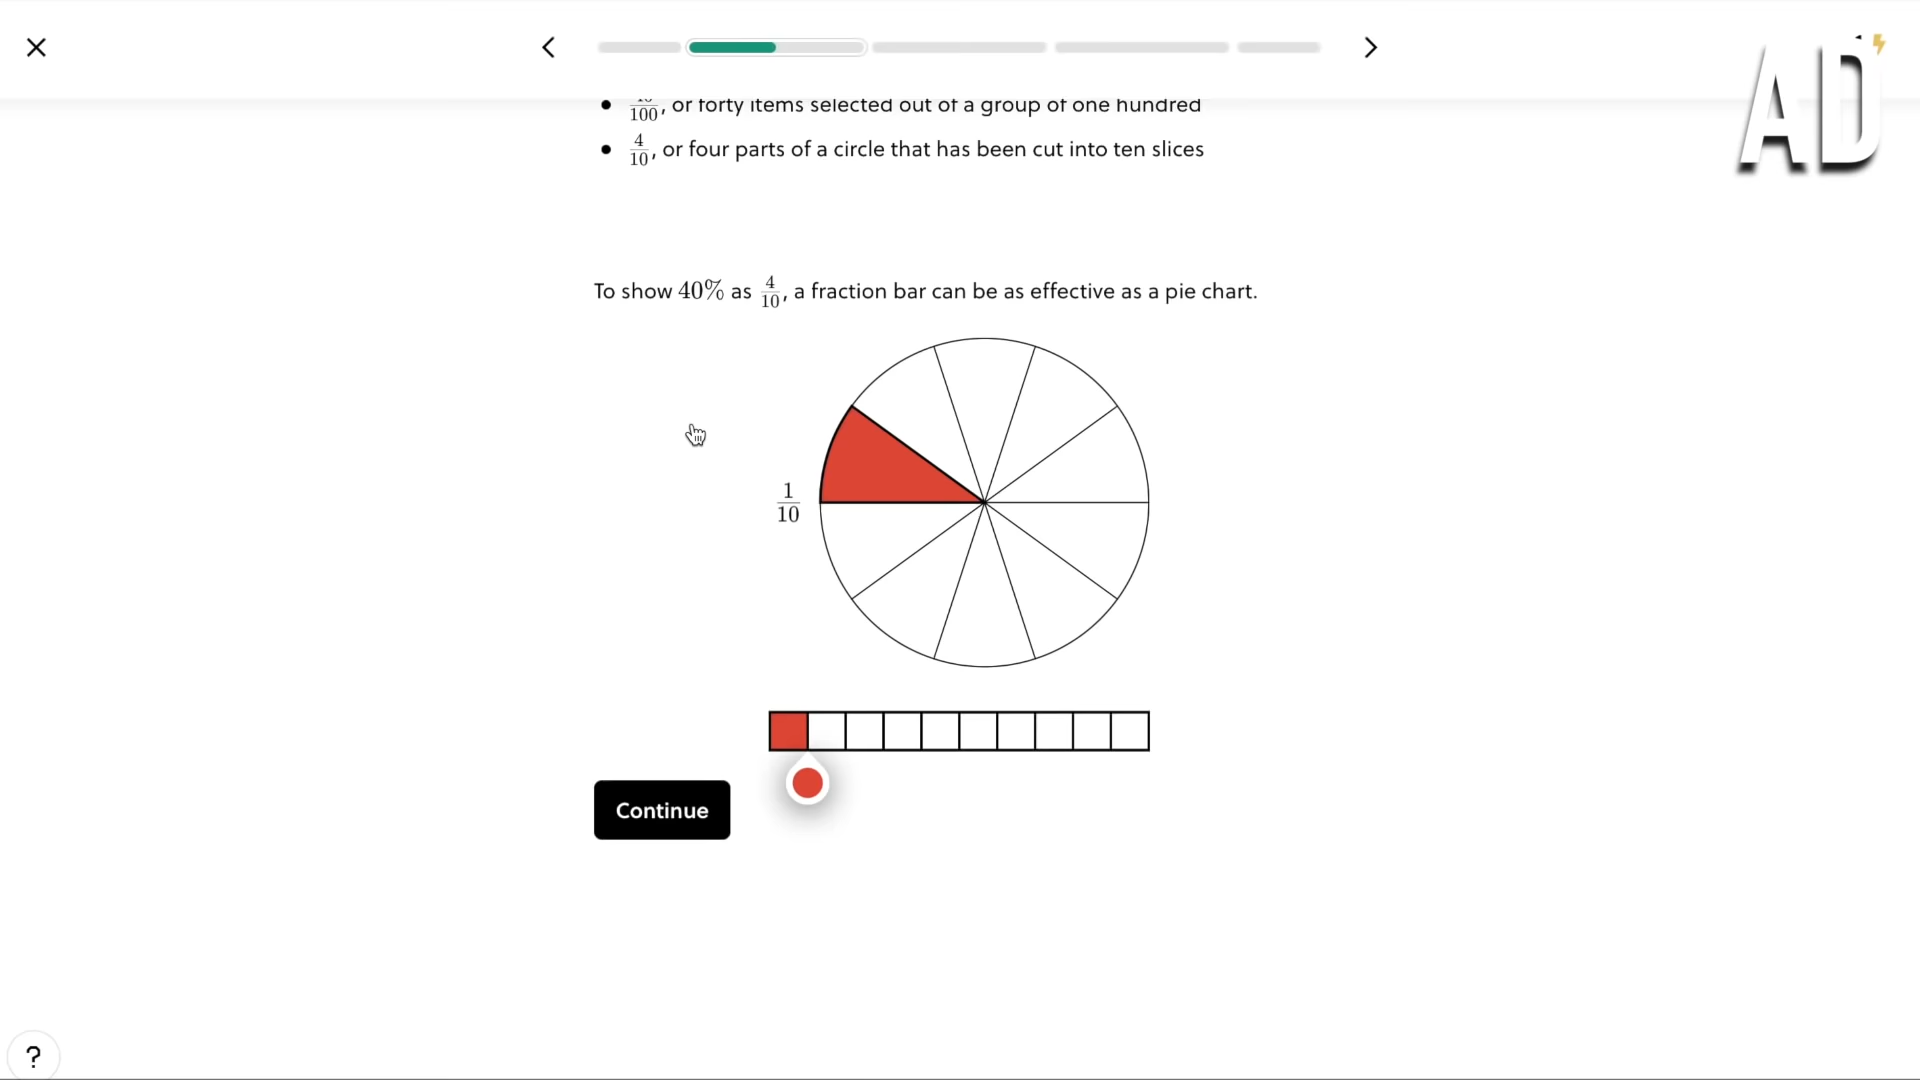 AD
100, or forty items selected out of a group of one hundred
4/10, or four parts of a circle that has been cut into ten slices
To show 40% as 4/10, a fraction bar can be as effective as a pie chart.
1/10
Continue
?